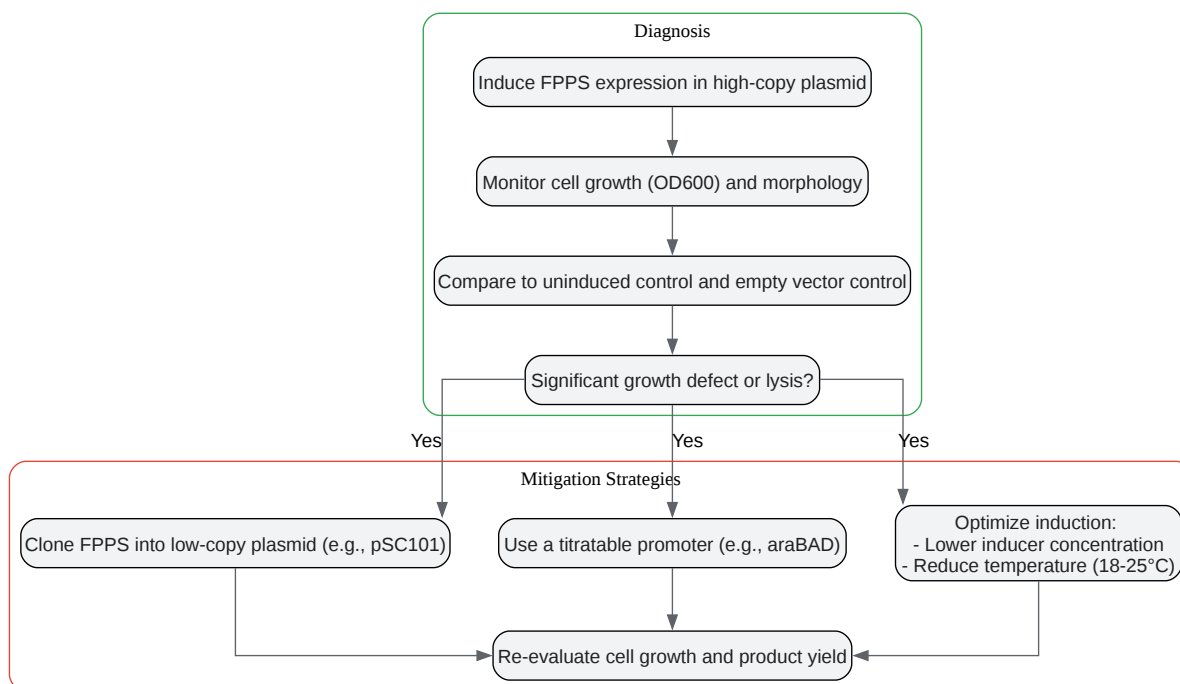 Diagnosis
Induce FPPS expression in high-copy plasmid
Monitor cell growth (OD600) and morphology
Compare to uninduced control and empty vector control
Significant growth defect or lysis?
Yes
Yes
Yes
Mitigation Strategies
Clone FPPS into low-copy plasmid (e.g., pSC101)
Use a titratable promoter (e.g., araBAD)
Optimize induction:
- Lower inducer concentration
- Reduce temperature (18-25°C)
Re-evaluate cell growth and product yield